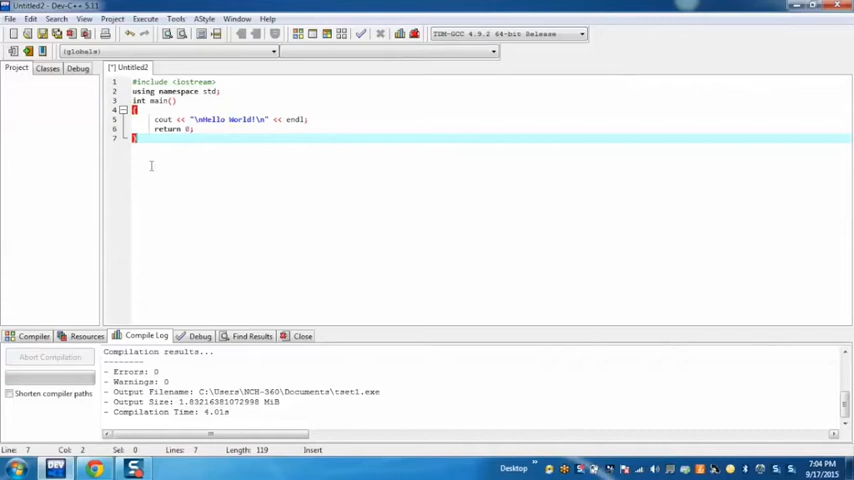 Untitled2 - Dev-C++ 5.11
File Edit Search View Project Execute Tools AStyle Window Help
TDM-GCC 4.9.2 64-bit Release
(globals)
Project Classes Debug [*] Untitled2
1 #include <iostream>
2 using namespace std;
3 int main()
4 {
5 cout << "\nHello World!\n" << endl;
6 return 0;
7 }
Compiler Resources Compile Log Debug Find Results Close
Abort Compilation
Shorten compiler paths
Compilation results...
--------
- Errors: 0
- Warnings: 0
- Output Filename: C:\Users\NCH-360\Documents\tset1.exe
- Output Size: 1.83216381072998 MiB
- Compilation Time: 4.01s
Line: 7 Col: 2 Sel: 0 Lines: 7 Length: 119 Insert
DEV
Desktop »
7:04 PM
9/17/2015